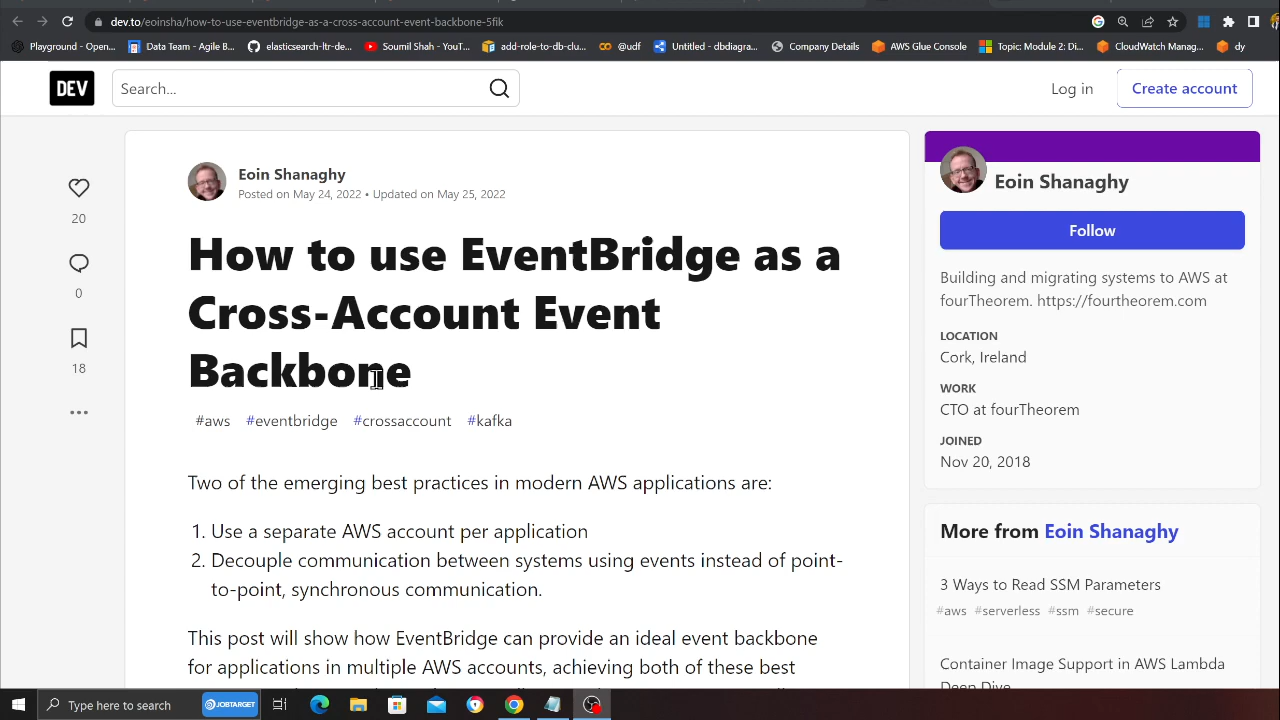 dev.to/eoinsha/how-to-use-eventbridge-as-a-cross-account-event-backbone-5fik
Playground - Open... Data Team - Agile B... elasticsearch-ltr-de... Soumil Shah - YouT... add-role-to-db-clu... @udf Untitled - dbdiagra... Company Details AWS Glue Console Topic: Module 2: Di... CloudWatch Manag... dy
DEV Search... Log in Create account
Eoin Shanaghy
Posted on May 24, 2022 • Updated on May 25, 2022
How to use EventBridge as a
Cross-Account Event
Backbone
#aws #eventbridge #crossaccount #kafka
Two of the emerging best practices in modern AWS applications are:
1. Use a separate AWS account per application
2. Decouple communication between systems using events instead of point-
to-point, synchronous communication.
This post will show how EventBridge can provide an ideal event backbone
for applications in multiple AWS accounts, achieving both of these best
20
0
18
Eoin Shanaghy
Follow
Building and migrating systems to AWS at
fourTheorem. https://fourtheorem.com
LOCATION
Cork, Ireland
WORK
CTO at fourTheorem
JOINED
Nov 20, 2018
More from Eoin Shanaghy
3 Ways to Read SSM Parameters
#aws #serverless #ssm #secure
Container Image Support in AWS Lambda
Deep Dive
Type here to search JOBTARGET